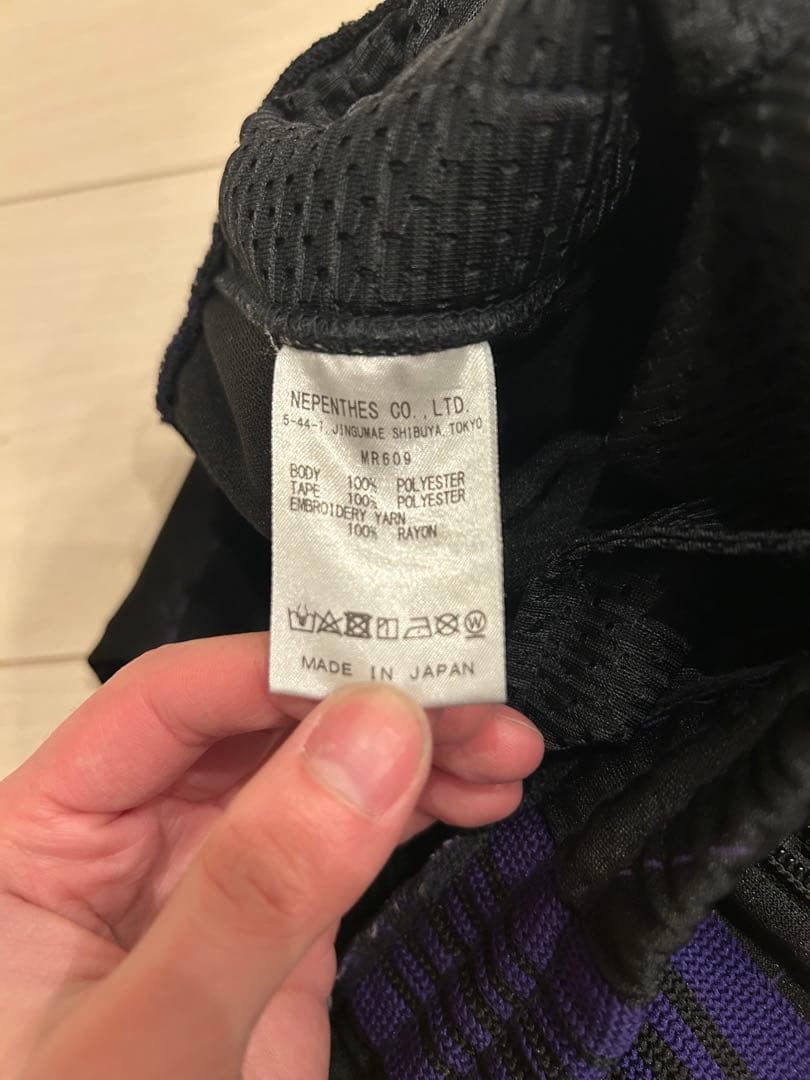 NEPENTHES CO.,LTD.
5-44-1, JINGUMAE SHIBUYA, TOKYO
MR609
BODY 100% POLYESTER
TAPE 100% POLYESTER
EMBROIDERY YARN
100% RAYON
W
MADE IN JAPAN